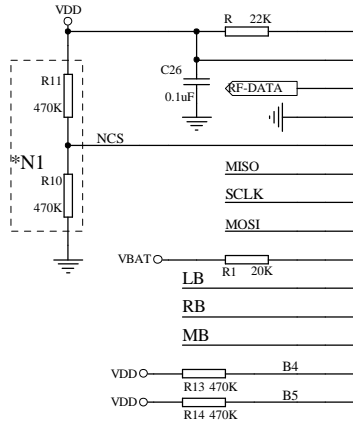 VDD
R 22K
R11
470K
C26
0.1uF
RF-DATA
NCS
*N1
R10
470K
MISO
SCLK
MOSI
VBAT
R1 20K
LB
RB
MB
VDD
R13 470K
B4
VDD
R14 470K
B5